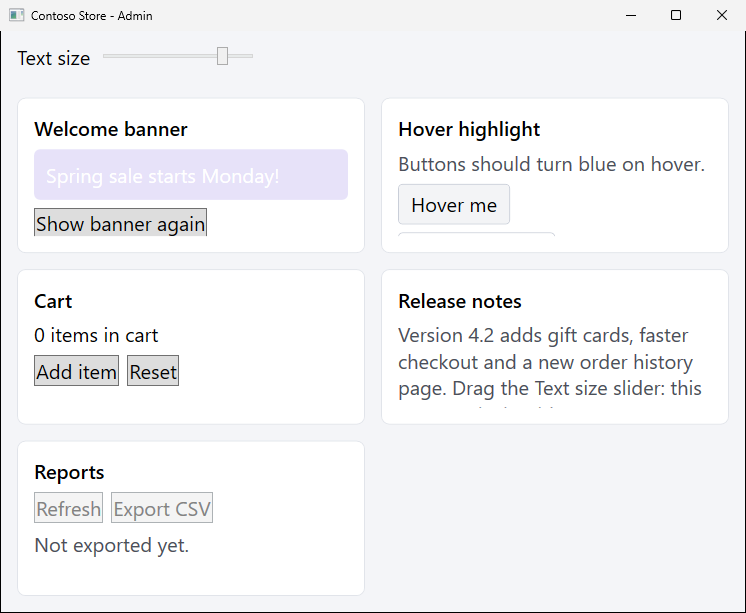 Contoso Store - Admin
Text size
Welcome banner
Spring sale starts Monday!
Show banner again
Hover highlight
Buttons should turn blue on hover.
Hover me
Cart
0 items in cart
Add item
Reset
Release notes
Version 4.2 adds gift cards, faster
checkout and a new order history
page. Drag the Text size slider: this
Reports
Refresh
Export CSV
Not exported yet.